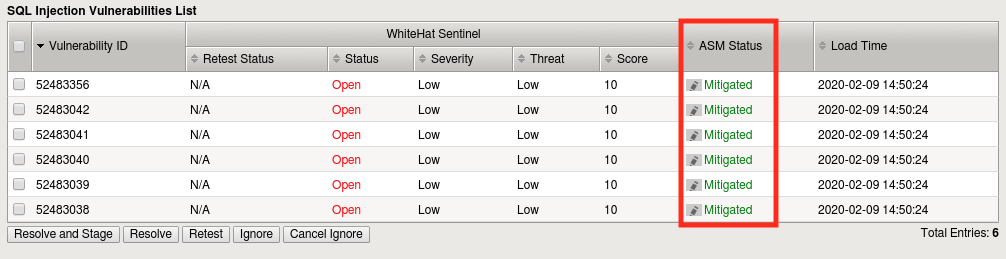 SQL Injection Vulnerabilities List
Vulnerability ID WhiteHat Sentinel ASM Status Load Time
Retest Status Status Severity Threat Score
52483356 N/A Open Low Low 10 Mitigated 2020-02-09 14:50:24
52483042 N/A Open Low Low 10 Mitigated 2020-02-09 14:50:24
52483041 N/A Open Low Low 10 Mitigated 2020-02-09 14:50:24
52483040 N/A Open Low Low 10 Mitigated 2020-02-09 14:50:24
52483039 N/A Open Low Low 10 Mitigated 2020-02-09 14:50:24
52483038 N/A Open Low Low 10 Mitigated 2020-02-09 14:50:24
Resolve and Stage Resolve Retest Ignore Cancel Ignore Total Entries: 6